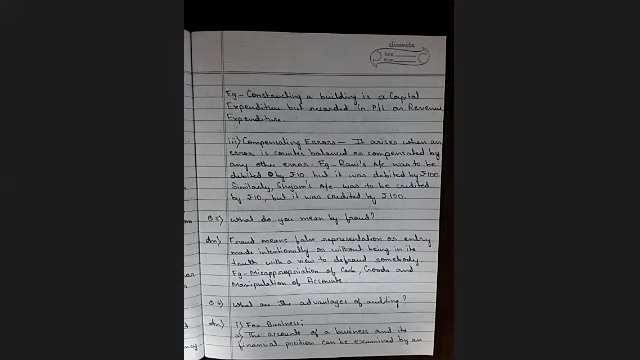 classmate
Date
Page
Eg - Constructing a building is a Capital
Expenditure but recorded in P/L as Revenue
Expenditure.
iii) Compensating Errors - It arises when an
error is counter balanced or compensated by
any other error. Eg - Ram's A/c was to be
debited by ₹10 but it was debited by ₹100.
Similarly, Shyam's A/c was to be credited
by ₹10, but it was credited by ₹100.
What do you mean by fraud?
Ans) Fraud means false representation or entry
made intentionally or without being in its
truth with a view to defraud somebody.
Eg - Misappropriation of Cash, Goods and
Manipulation of Accounts
What are the advantages of auditing?
Ans) 1) For Business:
a) The accounts of a business and its
financial position can be examined by an